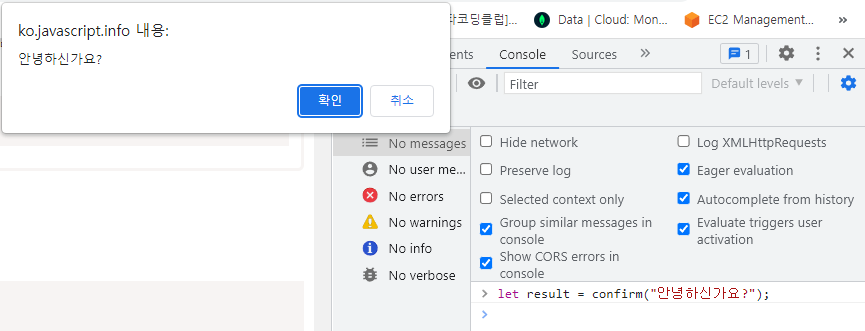 ko.javascript.info 내용:
안녕하신가요?
확인 취소
타코딩클럽]...
Data | Cloud: Mon...
EC2 Management...
»
Console
Sources
»
1
Filter
Default levels ▼
No messages
No user me...
No errors
No warnings
No info
No verbose
Hide network
Preserve log
Selected context only
Group similar messages in
console
Show CORS errors in
console
Log XMLHttpRequests
Eager evaluation
Autocomplete from history
Evaluate triggers user
activation
> let result = confirm("안녕하신가요?");
>